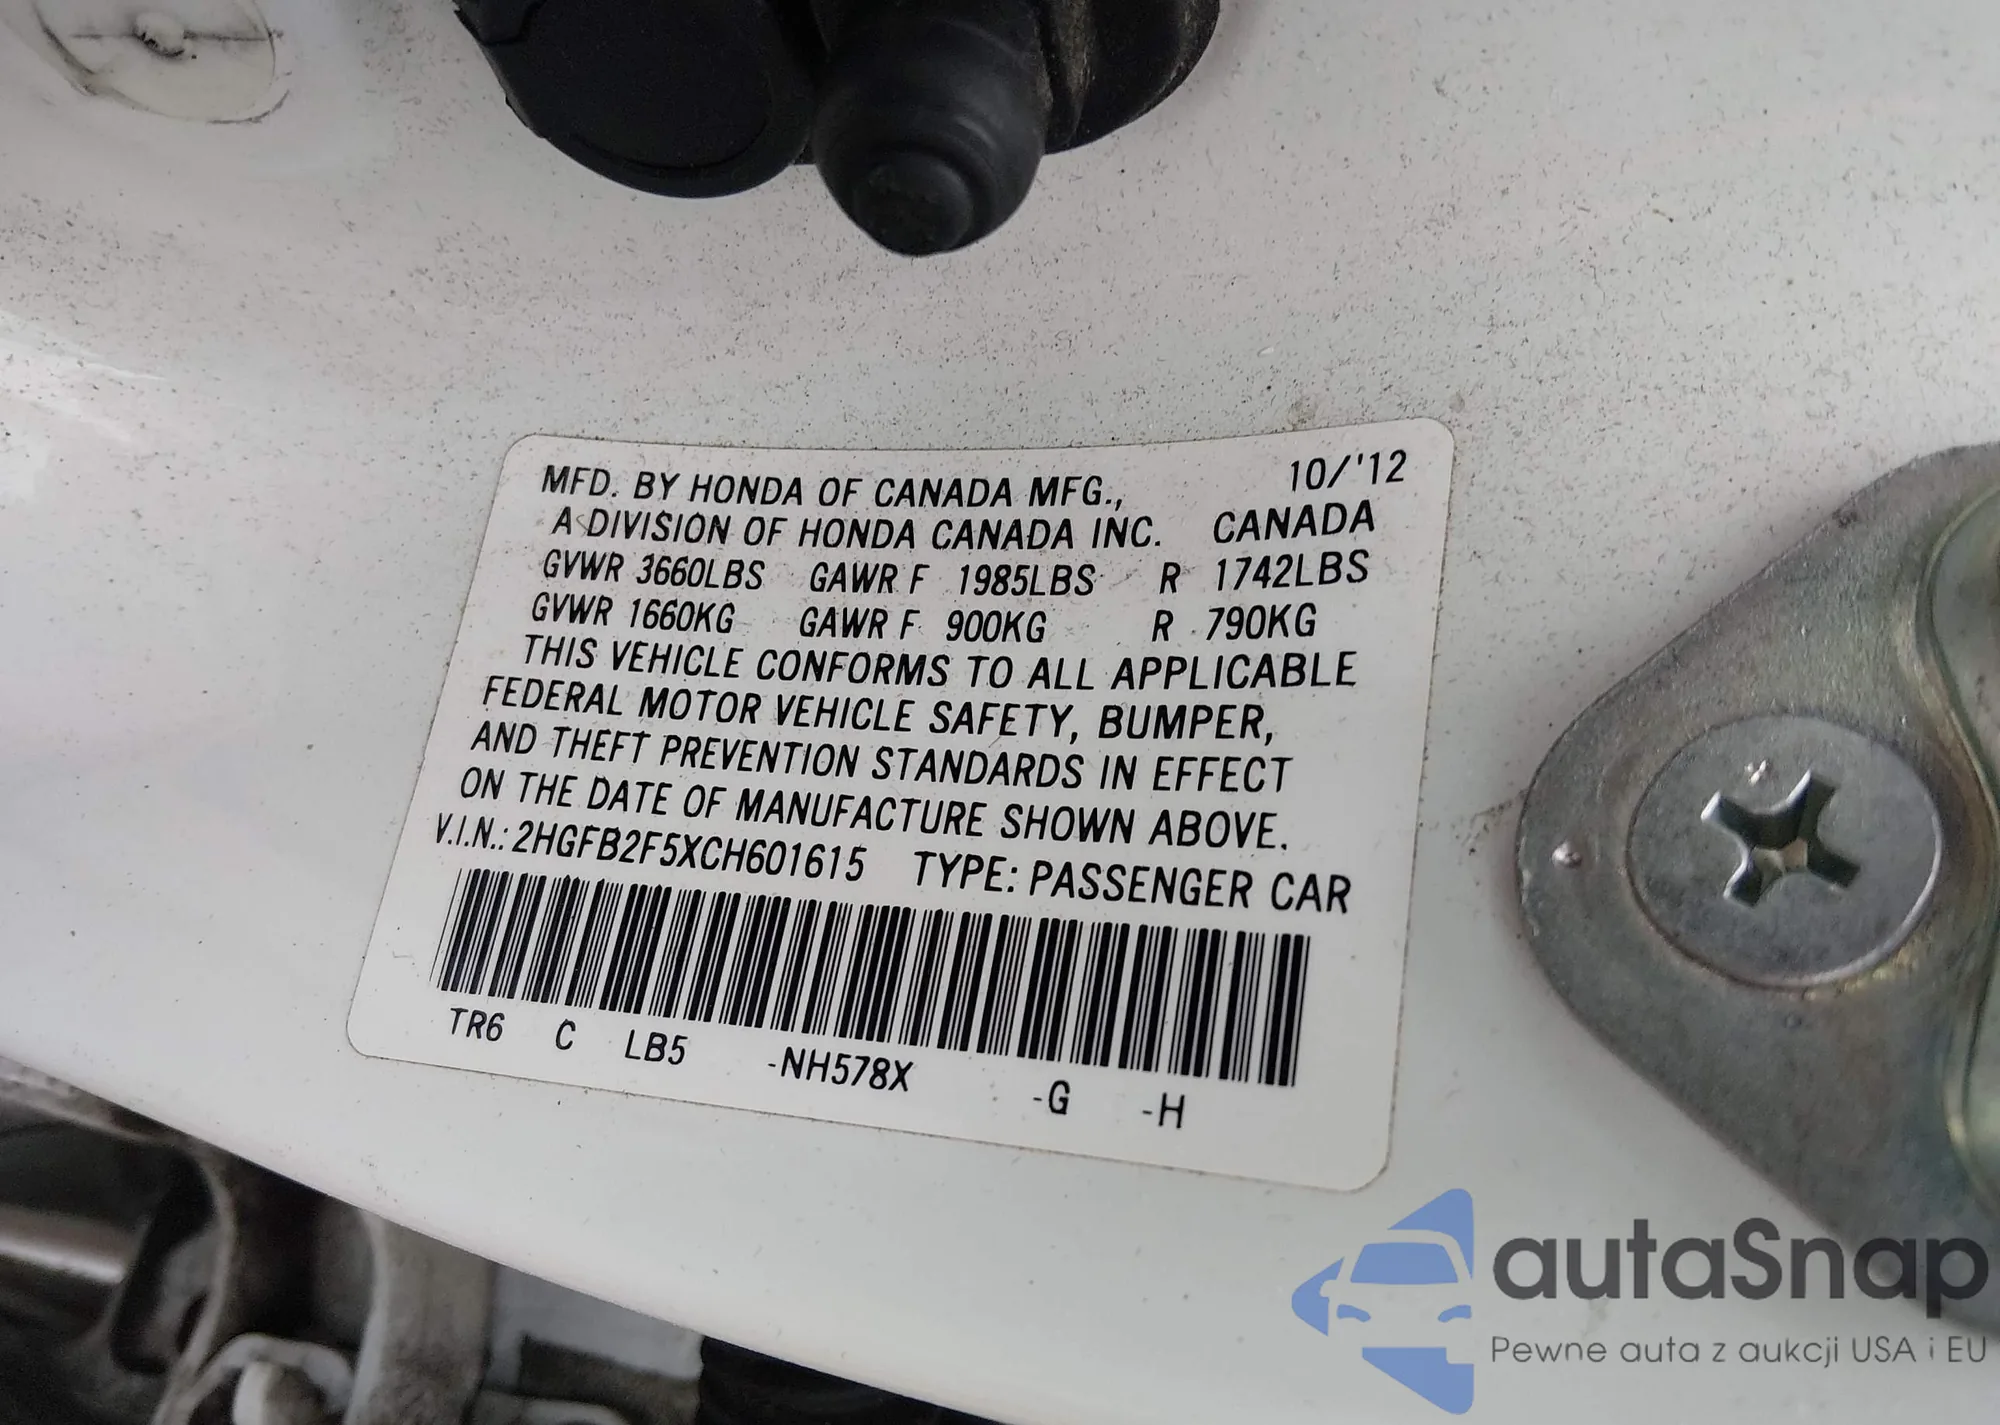 MFD. BY HONDA OF CANADA MFG., 10/'12
A DIVISION OF HONDA CANADA INC. CANADA
GVWR 3660LBS GAWR F 1985LBS R 1742LBS
GVWR 1660KG GAWR F 900KG R 790KG
THIS VEHICLE CONFORMS TO ALL APPLICABLE
FEDERAL MOTOR VEHICLE SAFETY, BUMPER,
AND THEFT PREVENTION STANDARDS IN EFFECT
ON THE DATE OF MANUFACTURE SHOWN ABOVE.
V.I.N.: 2HGFB2F5XCH601615 TYPE: PASSENGER CAR
TR6 C LB5 -NH578X -G -H
autaSnap
Pewne auta z aukcji USA i EU